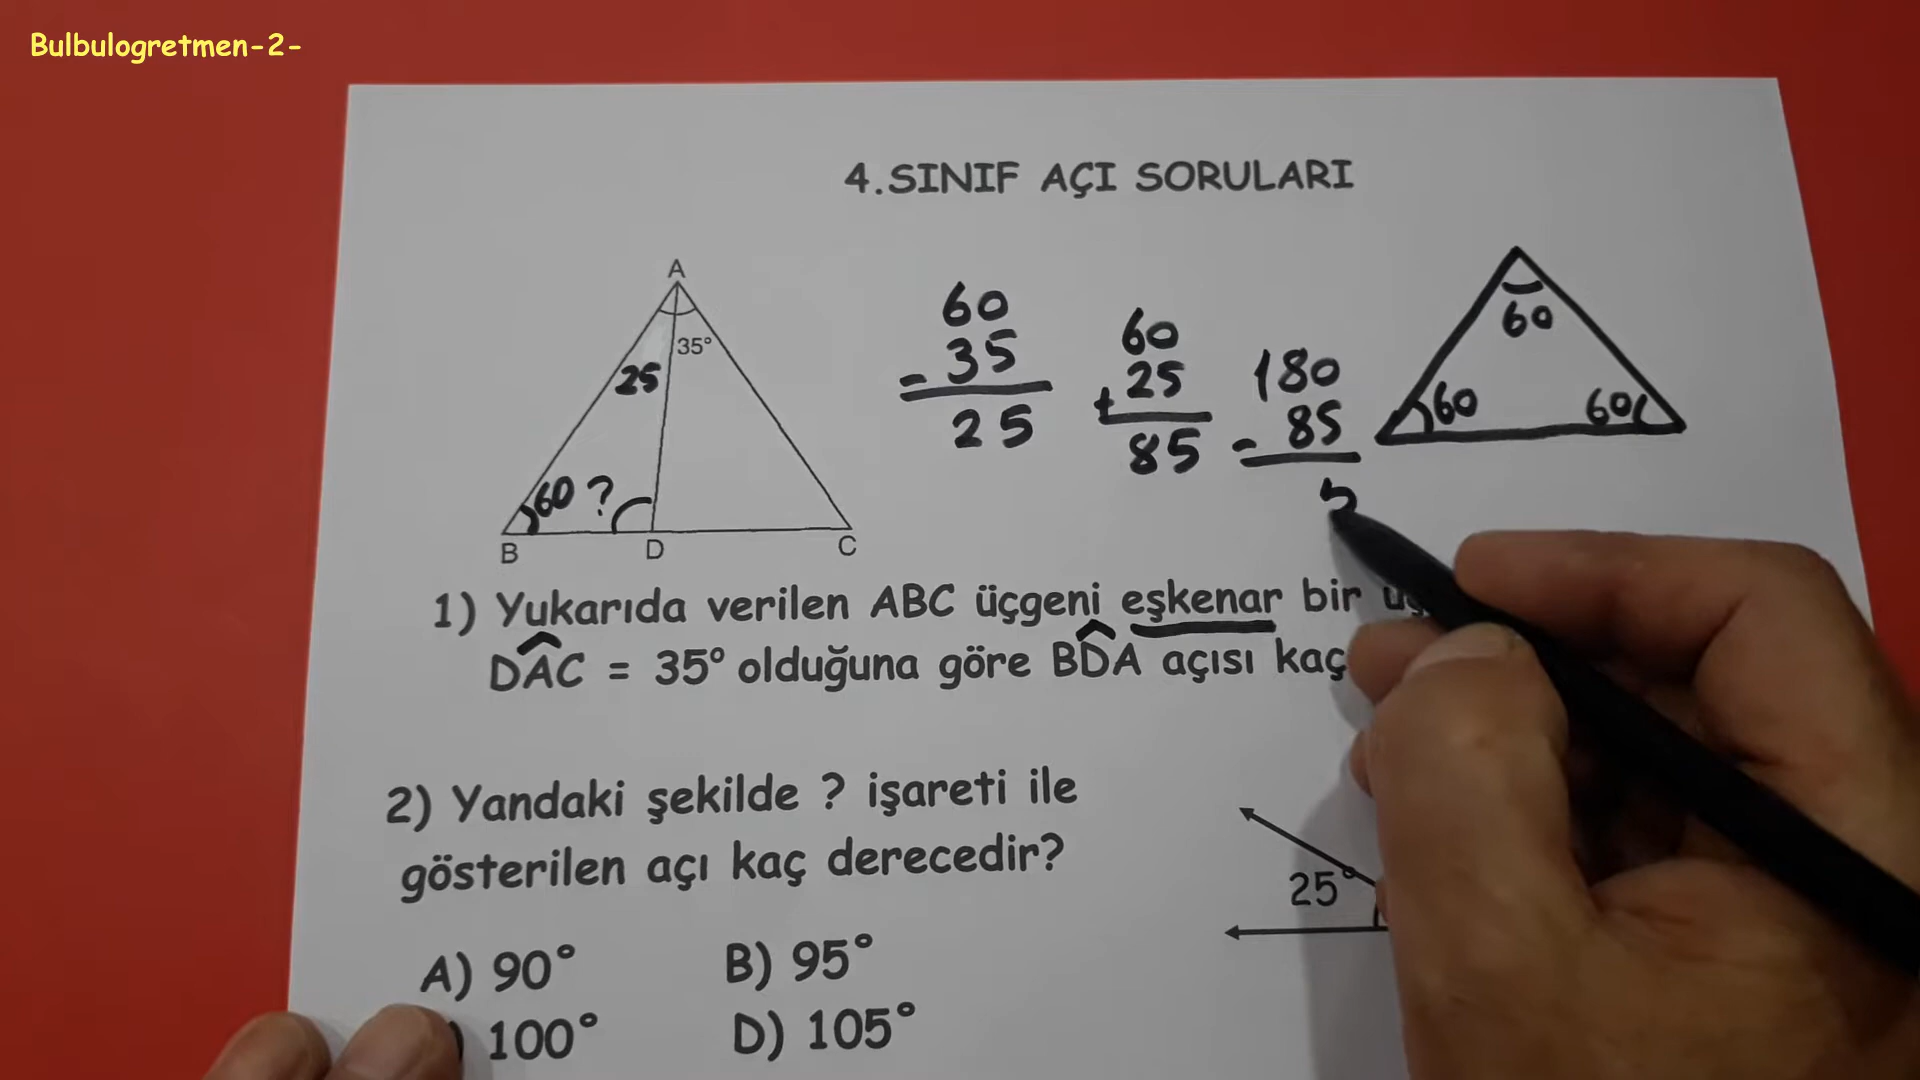 Bulbulogretmen-2-
4.SINIF AÇI SORULARI
A
35°
25
60 ?
B
D
C
60
- 35
25
60
+ 25
85
180
- 85
5
60
60
60
1) Yukarıda verilen ABC üçgeni eşkenar bir
DAC = 35° olduğuna göre BDA açısı kaç
2) Yandaki şekilde ? işareti ile
gösterilen açı kaç derecedir?
25°
A) 90°
B) 95°
) 100°
D) 105°